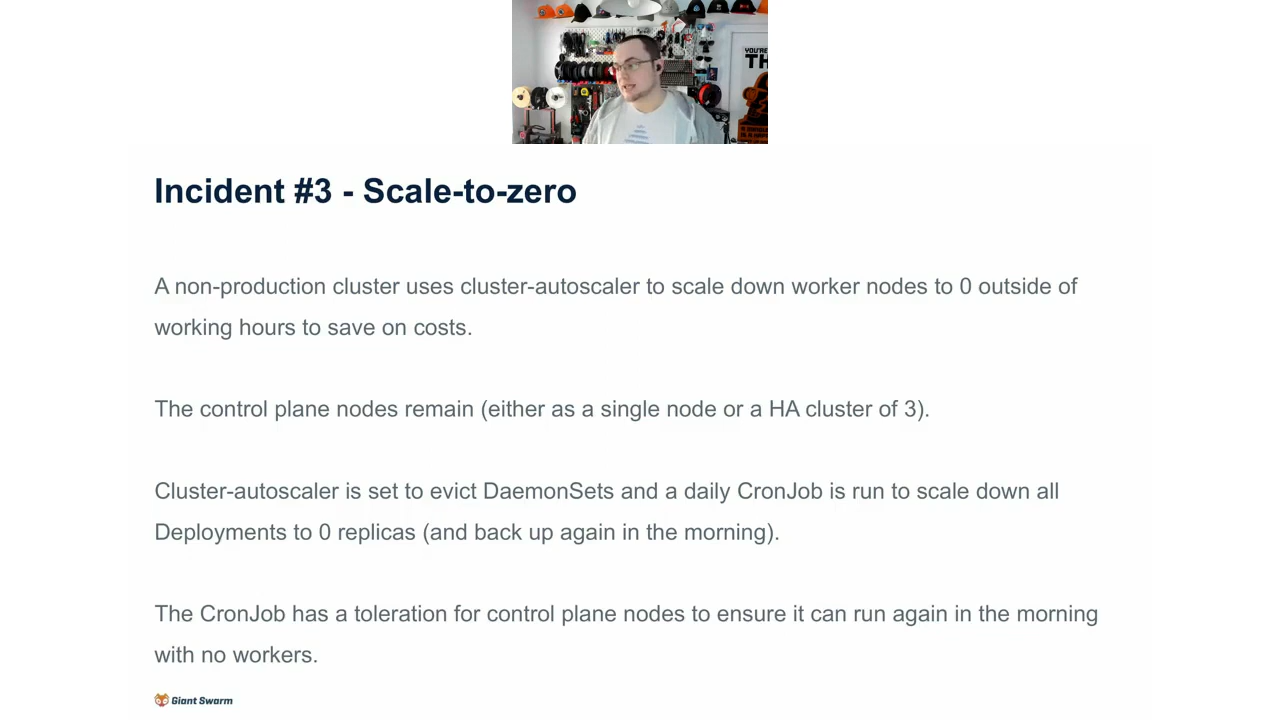 YOU'RE
TH
Incident #3 - Scale-to-zero
A non-production cluster uses cluster-autoscaler to scale down worker nodes to 0 outside of
working hours to save on costs.
The control plane nodes remain (either as a single node or a HA cluster of 3).
Cluster-autoscaler is set to evict DaemonSets and a daily CronJob is run to scale down all
Deployments to 0 replicas (and back up again in the morning).
The CronJob has a toleration for control plane nodes to ensure it can run again in the morning
with no workers.
Giant Swarm